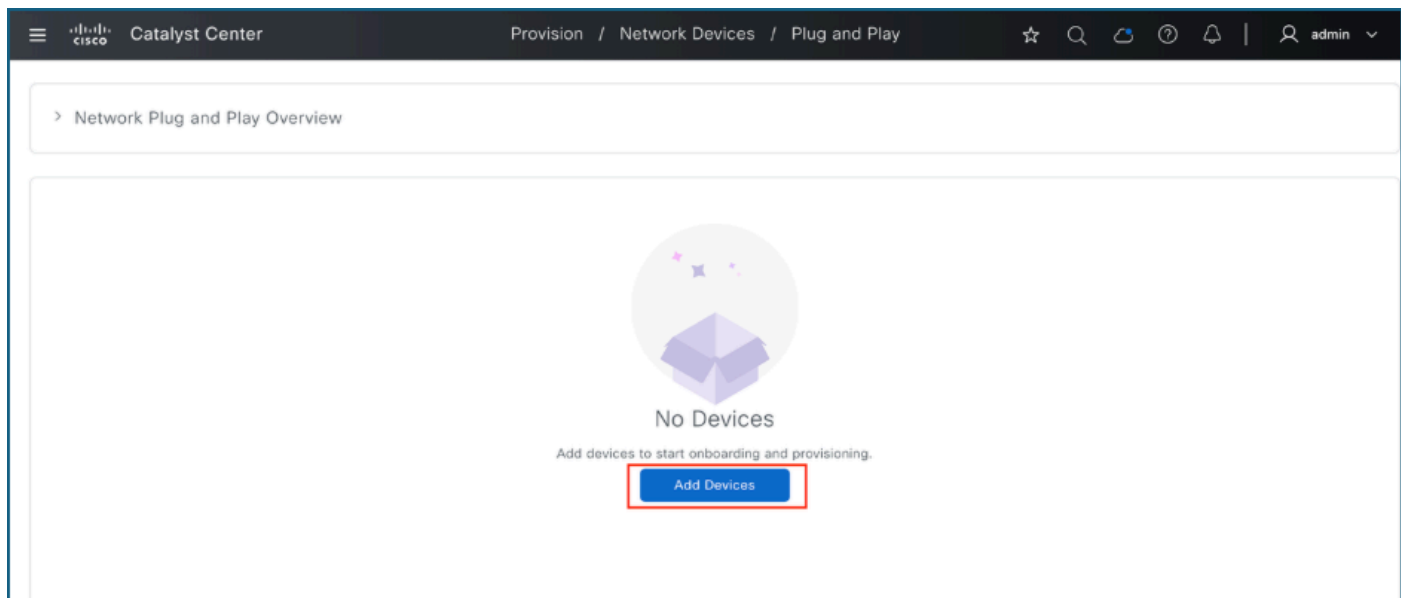 cisco Catalyst Center Provision / Network Devices / Plug and Play admin
Network Plug and Play Overview
No Devices
Add devices to start onboarding and provisioning.
Add Devices